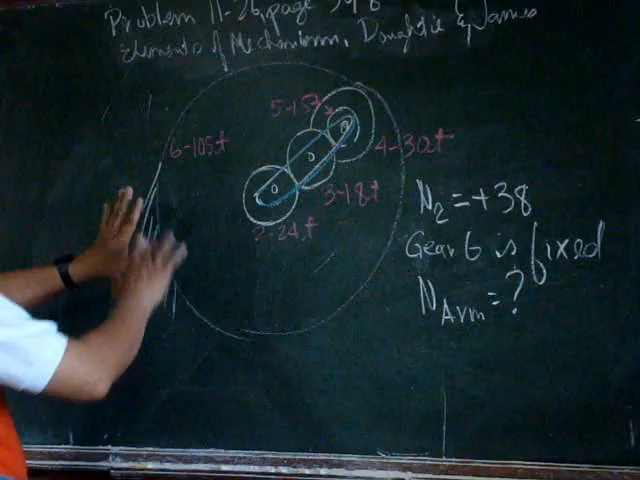 Problem 11-26, page 348
Elements of Mechanism, Doughtie & James
5-15t
6-105t
4-30t
3-18t
2-24t
N2 = +38
Gear 6 is fixed
NArm = ?